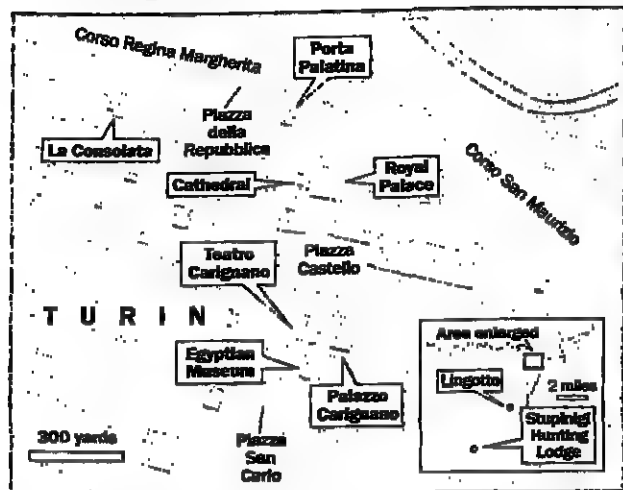 Corso Regina Margherita
Porta
Palatina
Piazza
della
Repubblica
La Consolata
Cathedral
Royal
Palace
Corso San Maurizio
Teatro
Carignano
Piazza
Castello
TURIN
Egyptian
Museum
Palazzo
Carignano
300 yards
Piazza
San
Carlo
Area enlarged
Lingotto
2 miles
Stupinigi
Hunting
Lodge